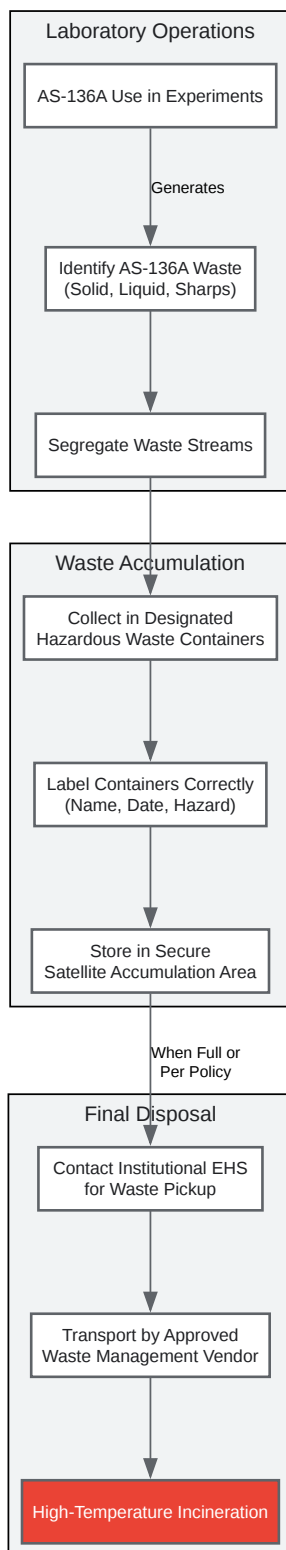 Laboratory Operations
AS-136A Use in Experiments
Generates
Identify AS-136A Waste
(Solid, Liquid, Sharps)
Segregate Waste Streams
Waste Accumulation
Collect in Designated
Hazardous Waste Containers
Label Containers Correctly
(Name, Date, Hazard)
Store in Secure
Satellite Accumulation Area
When Full or
Per Policy
Final Disposal
Contact Institutional EHS
for Waste Pickup
Transport by Approved
Waste Management Vendor
High-Temperature Incineration